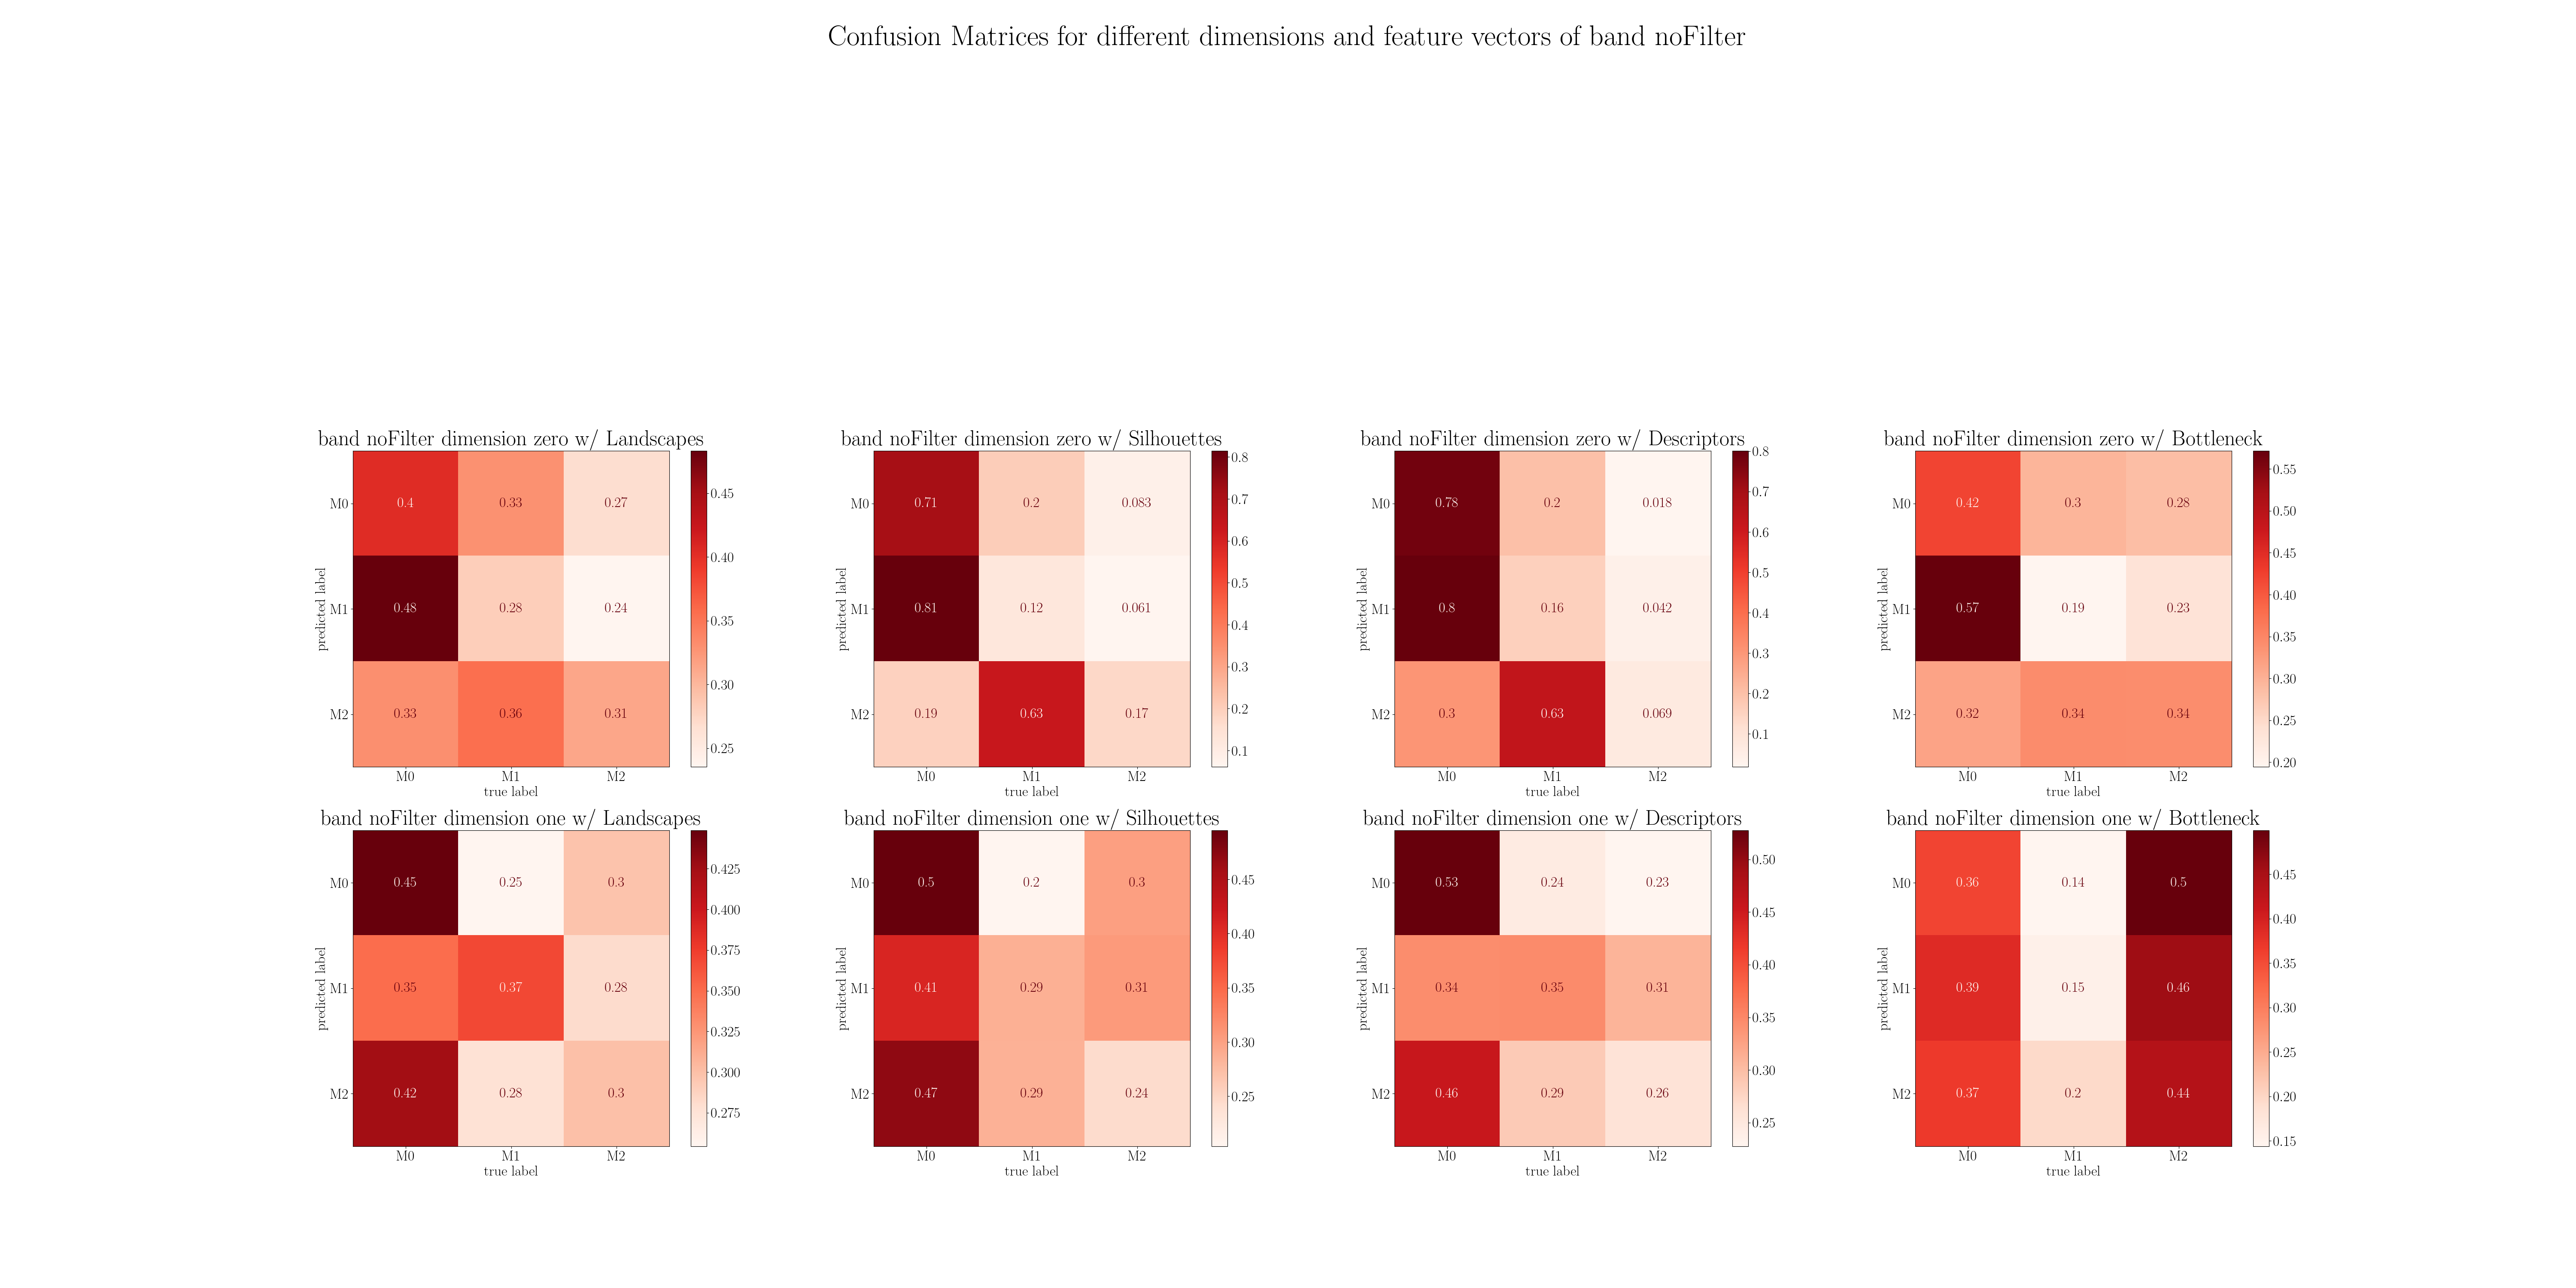 Confusion Matrices for different dimensions and feature vectors of band noFilter
band noFilter dimension zero w/ Landscapes
predicted label
M0 0.4 0.33 0.27
M1 0.48 0.28 0.24
M2 0.33 0.36 0.31
M0 M1 M2
true label
0.45
0.40
0.35
0.30
0.25
band noFilter dimension zero w/ Silhouettes
predicted label
M0 0.71 0.2 0.083
M1 0.81 0.12 0.061
M2 0.19 0.63 0.17
M0 M1 M2
true label
0.8
0.7
0.6
0.5
0.4
0.3
0.2
0.1
band noFilter dimension zero w/ Descriptors
predicted label
M0 0.78 0.2 0.018
M1 0.8 0.16 0.042
M2 0.3 0.63 0.069
M0 M1 M2
true label
0.8
0.7
0.6
0.5
0.4
0.3
0.2
0.1
band noFilter dimension zero w/ Bottleneck
predicted label
M0 0.42 0.3 0.28
M1 0.57 0.19 0.23
M2 0.32 0.34 0.34
M0 M1 M2
true label
0.55
0.50
0.45
0.40
0.35
0.30
0.25
0.20
band noFilter dimension one w/ Landscapes
predicted label
M0 0.45 0.25 0.3
M1 0.35 0.37 0.28
M2 0.42 0.28 0.3
M0 M1 M2
true label
0.425
0.400
0.375
0.350
0.325
0.300
0.275
band noFilter dimension one w/ Silhouettes
predicted label
M0 0.5 0.2 0.3
M1 0.41 0.29 0.31
M2 0.47 0.29 0.24
M0 M1 M2
true label
0.45
0.40
0.35
0.30
0.25
band noFilter dimension one w/ Descriptors
predicted label
M0 0.53 0.24 0.23
M1 0.34 0.35 0.31
M2 0.46 0.29 0.26
M0 M1 M2
true label
0.50
0.45
0.40
0.35
0.30
0.25
band noFilter dimension one w/ Bottleneck
predicted label
M0 0.36 0.14 0.5
M1 0.39 0.15 0.46
M2 0.37 0.2 0.44
M0 M1 M2
true label
0.45
0.40
0.35
0.30
0.25
0.20
0.15